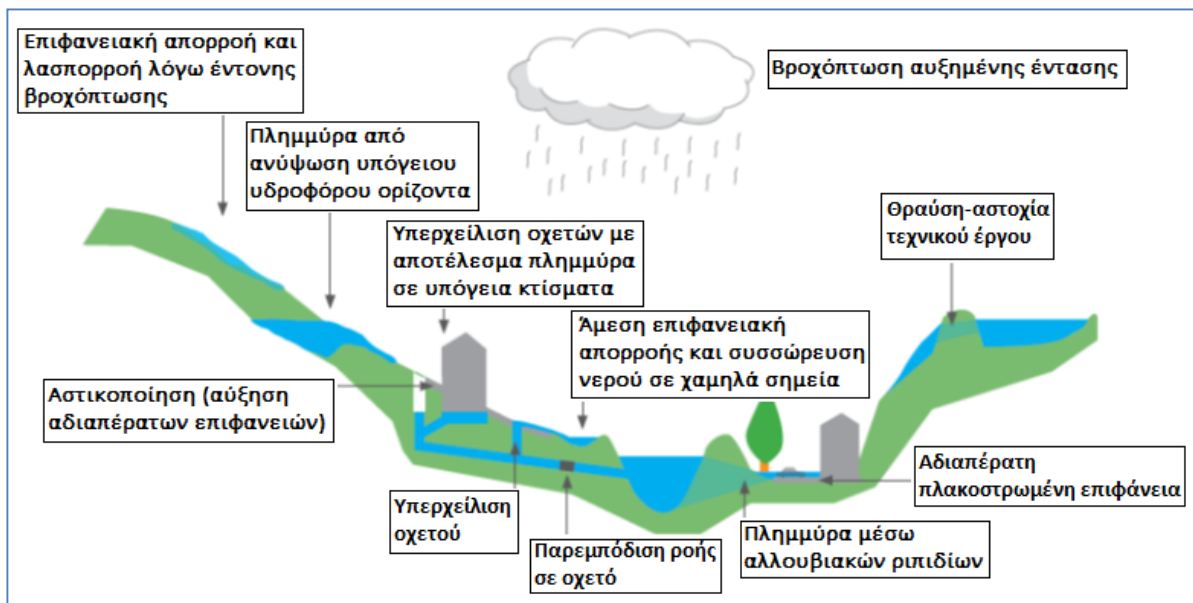 Επιφανειακή απορροή και
λασπορροή λόγω έντονης
βροχόπτωσης
Βροχόπτωση αυξημένης έντασης
Πλημμύρα από
ανύψωση υπόγειου
υδροφόρου ορίζοντα
Θραύση-αστοχία
τεχνικού έργου
Υπερχείλιση οχετών με
αποτέλεσμα πλημμύρα
σε υπόγεια κτίσματα
Άμεση επιφανειακή
απορροής και συσσώρευση
νερού σε χαμηλά σημεία
Αστικοποίηση (αύξηση
αδιαπέρατων επιφανειών)
Αδιαπέρατη
πλακοστρωμένη επιφάνεια
Υπερχείλιση
οχετού
Παρεμπόδιση ροής
σε οχετό
Πλημμύρα μέσω
αλλουβιακών ριπιδίων